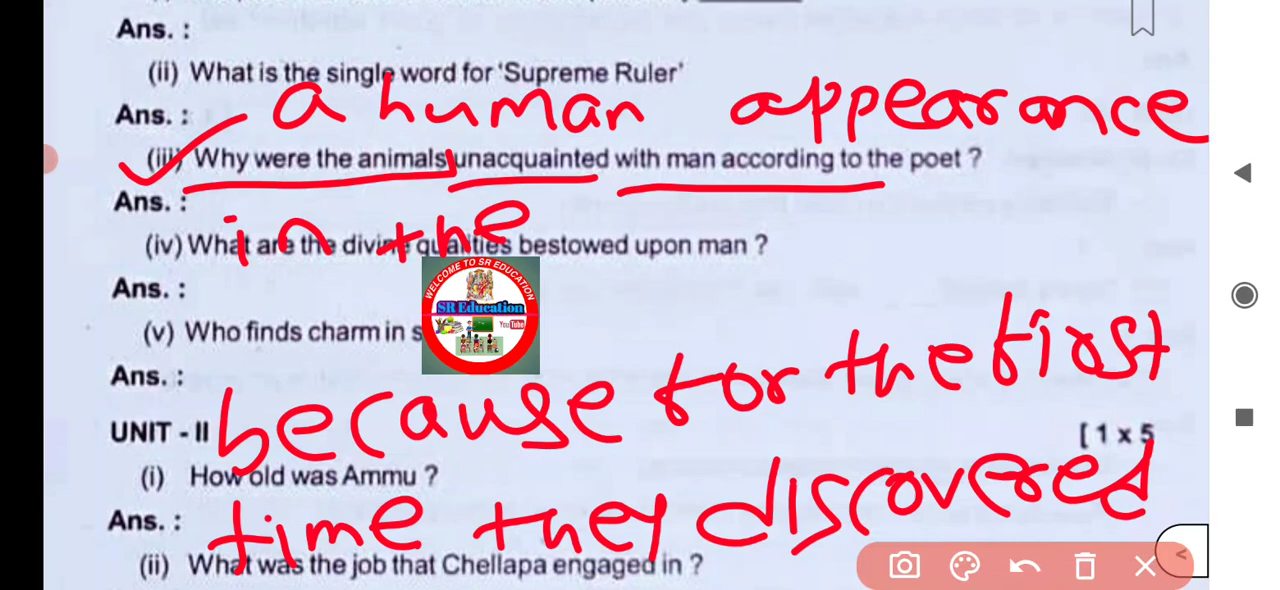 Ans. :
(ii) What is the single word for 'Supreme Ruler'
a human appearance
Ans. :
(iii) Why were the animals unacquainted with man according to the poet ?
Ans. :
in the
(iv) What are the divine qualities bestowed upon man ?
WELCOME TO SR EDUCATION
Ans. :
SR Education
YouTube
(v) Who finds charm in s
Ans. :
because for the first
UNIT - II
[ 1 x 5
(i) How old was Ammu ?
Ans. :
time they discovered
(ii) What was the job that Chellapa engaged in ?